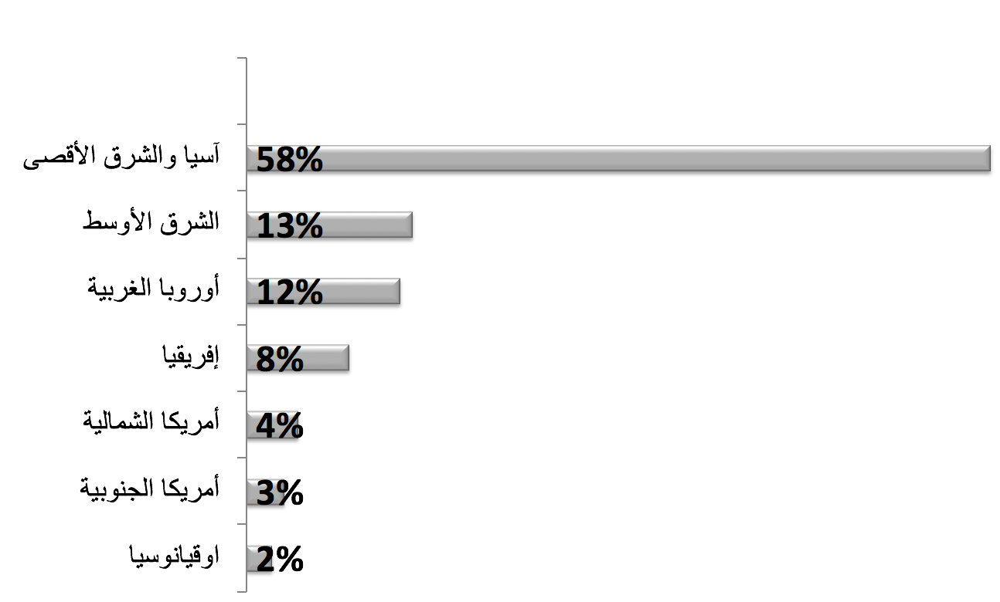 آسيا والشرق الأقصى 58%
الشرق الأوسط 13%
أوروبا الغربية 12%
إفريقيا 8%
أمريكا الشمالية 4%
أمريكا الجنوبية 3%
اوقيانوسيا 2%